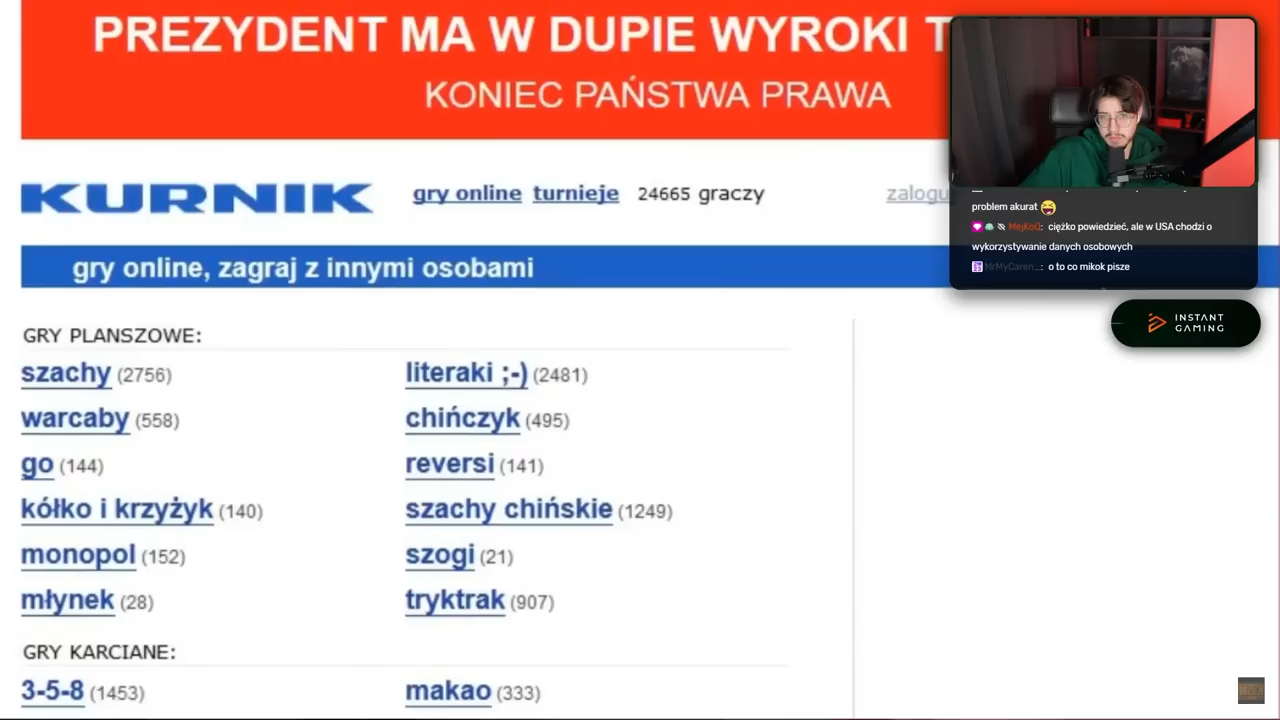 PREZYDENT MA W DUPIE WYROKI
KONIEC PAŃSTWA PRAWA
KURNIK
gry online turnieje 24665 graczy
gry online, zagraj z innymi osobami
GRY PLANSZOWE:
szachy (2756)
literaki ;-) (2481)
warcaby (558)
chińczyk (495)
go (144)
reversi (141)
kółko i krzyżyk (140)
szachy chińskie (1249)
monopol (152)
szogi (21)
młynek (28)
tryktrak (907)
GRY KARCIANE:
3-5-8 (1453)
makao (333)
problem akurat 😝
MejKoQ: ciężko powiedzieć, ale w USA chodzi o
wykorzystywanie danych osobowych
MrMyCaren_: o to co mikok pisze
INSTANT
GAMING